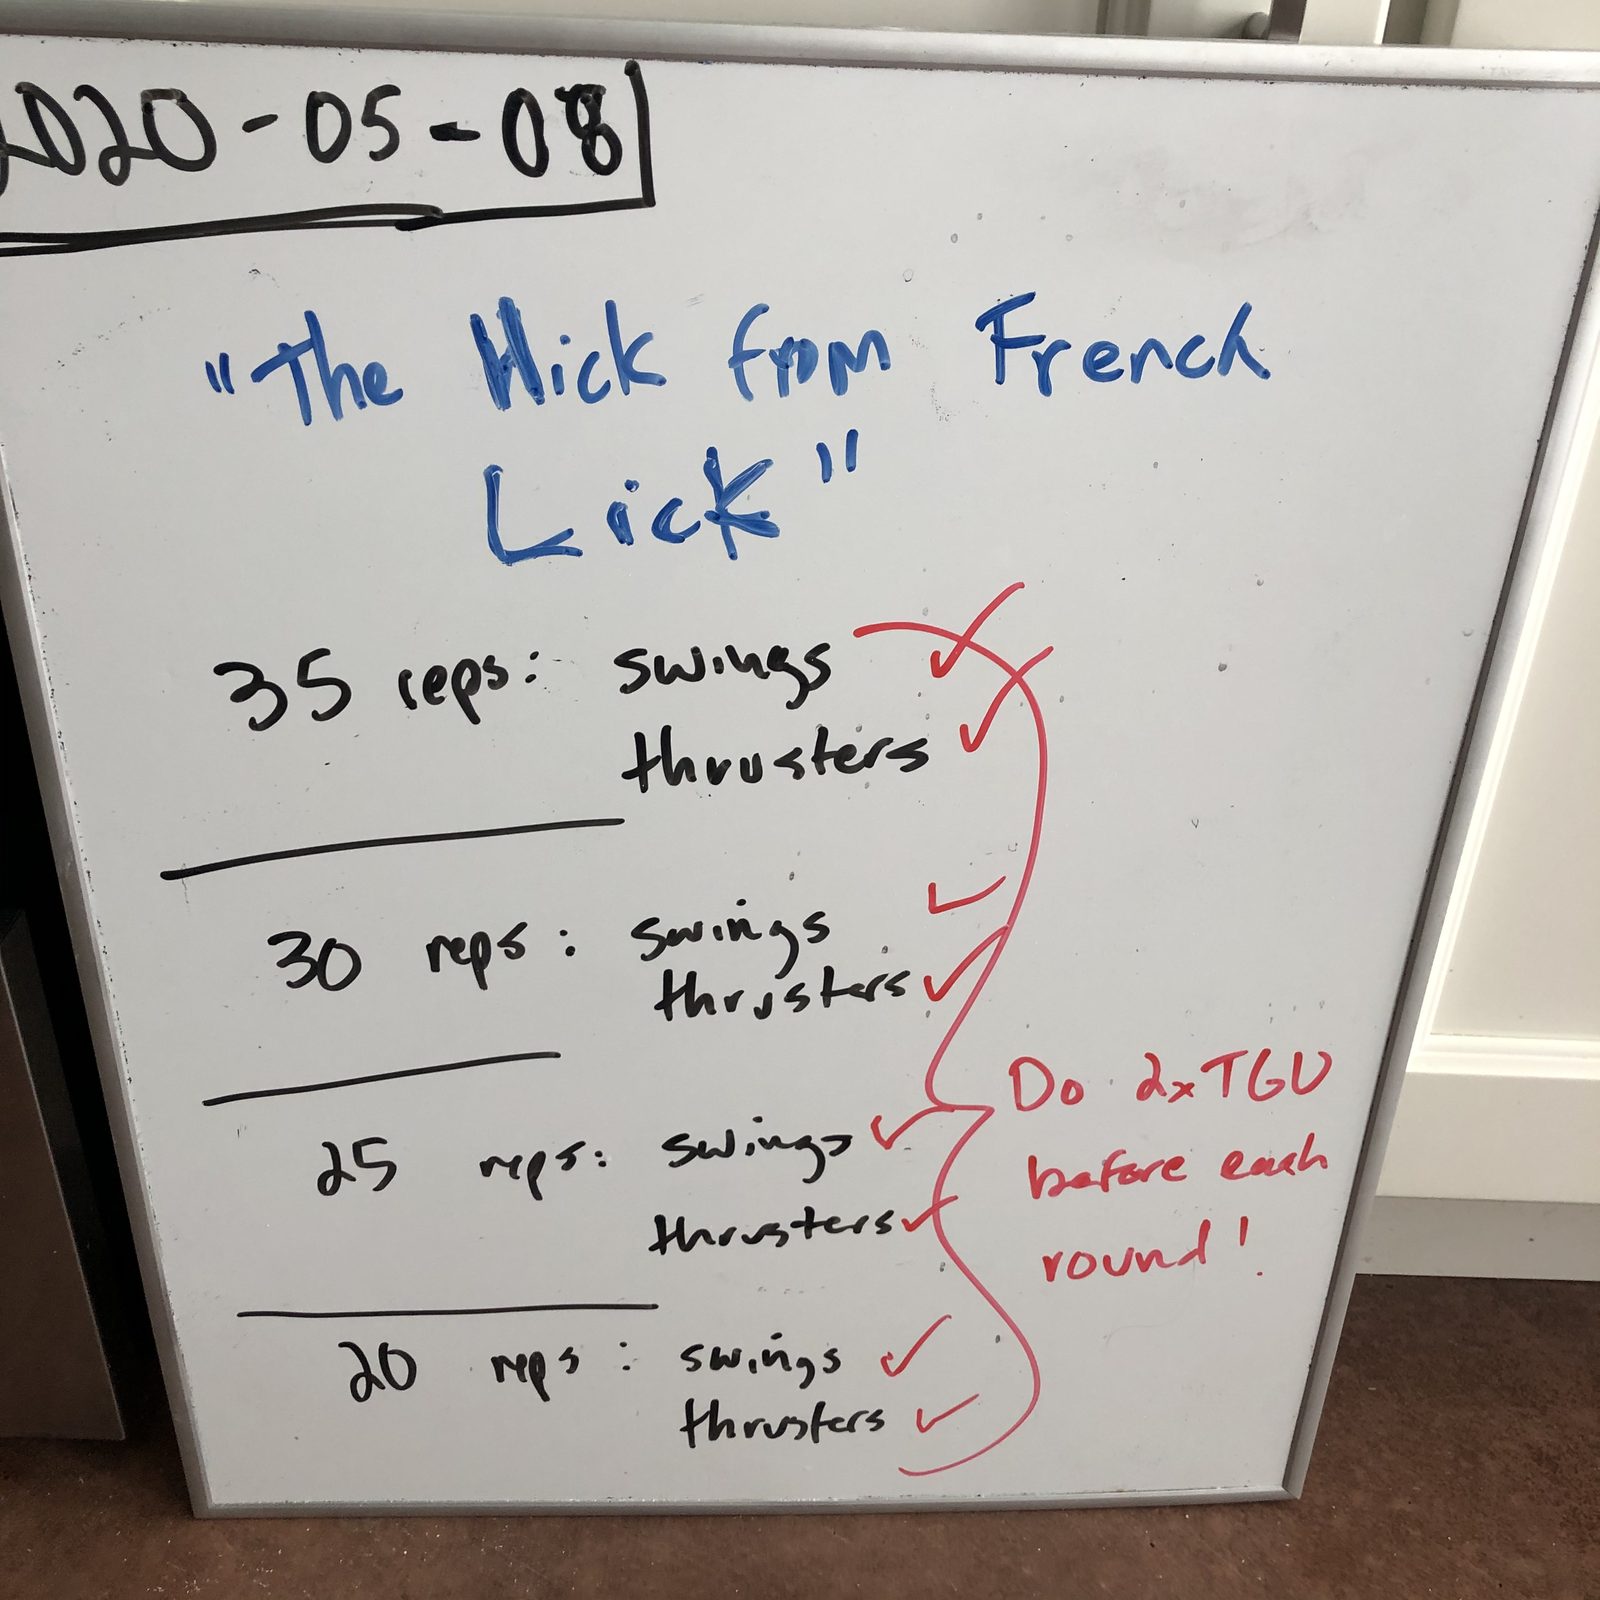 2020-05-08
"The Hick from French
Lick"
35 reps: swings
thrusters
30 reps: swings
thrusters
25 reps: swings
thrusters
20 reps: swings
thrusters
Do 2xTGU
before each
round!